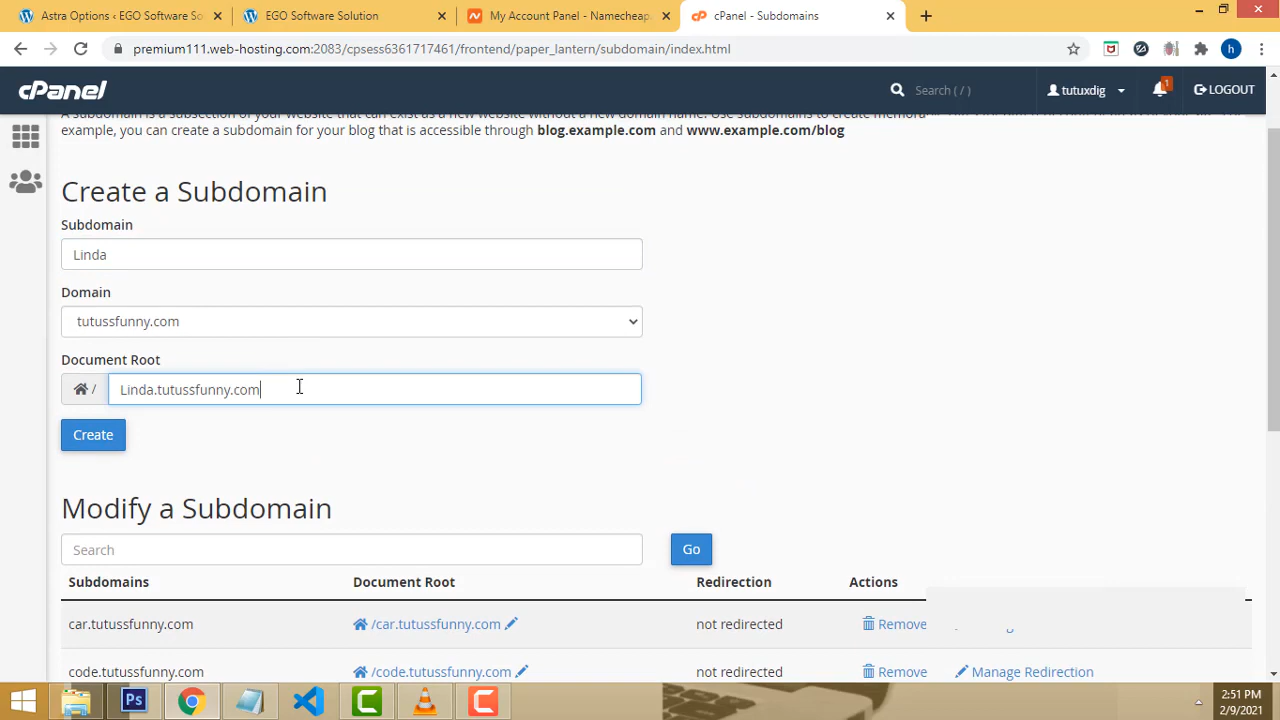 Astra Options ‹ EGO Software So
EGO Software Solution
My Account Panel - Namecheap
cPanel - Subdomains
premium111.web-hosting.com:2083/cpsess6361717461/frontend/paper_lantern/subdomain/index.html
h
cPanel
Search ( / )
tutuxdig
1
LOGOUT
example, you can create a subdomain for your blog that is accessible through blog.example.com and www.example.com/blog
Create a Subdomain
Subdomain
Linda
Domain
tutussfunny.com
Document Root
/
Linda.tutussfunny.com
Create
Modify a Subdomain
Search
Go
Subdomains Document Root Redirection Actions
car.tutussfunny.com /car.tutussfunny.com not redirected Remove
code.tutussfunny.com /code.tutussfunny.com not redirected Remove Manage Redirection
Ps
2:51 PM
2/9/2021